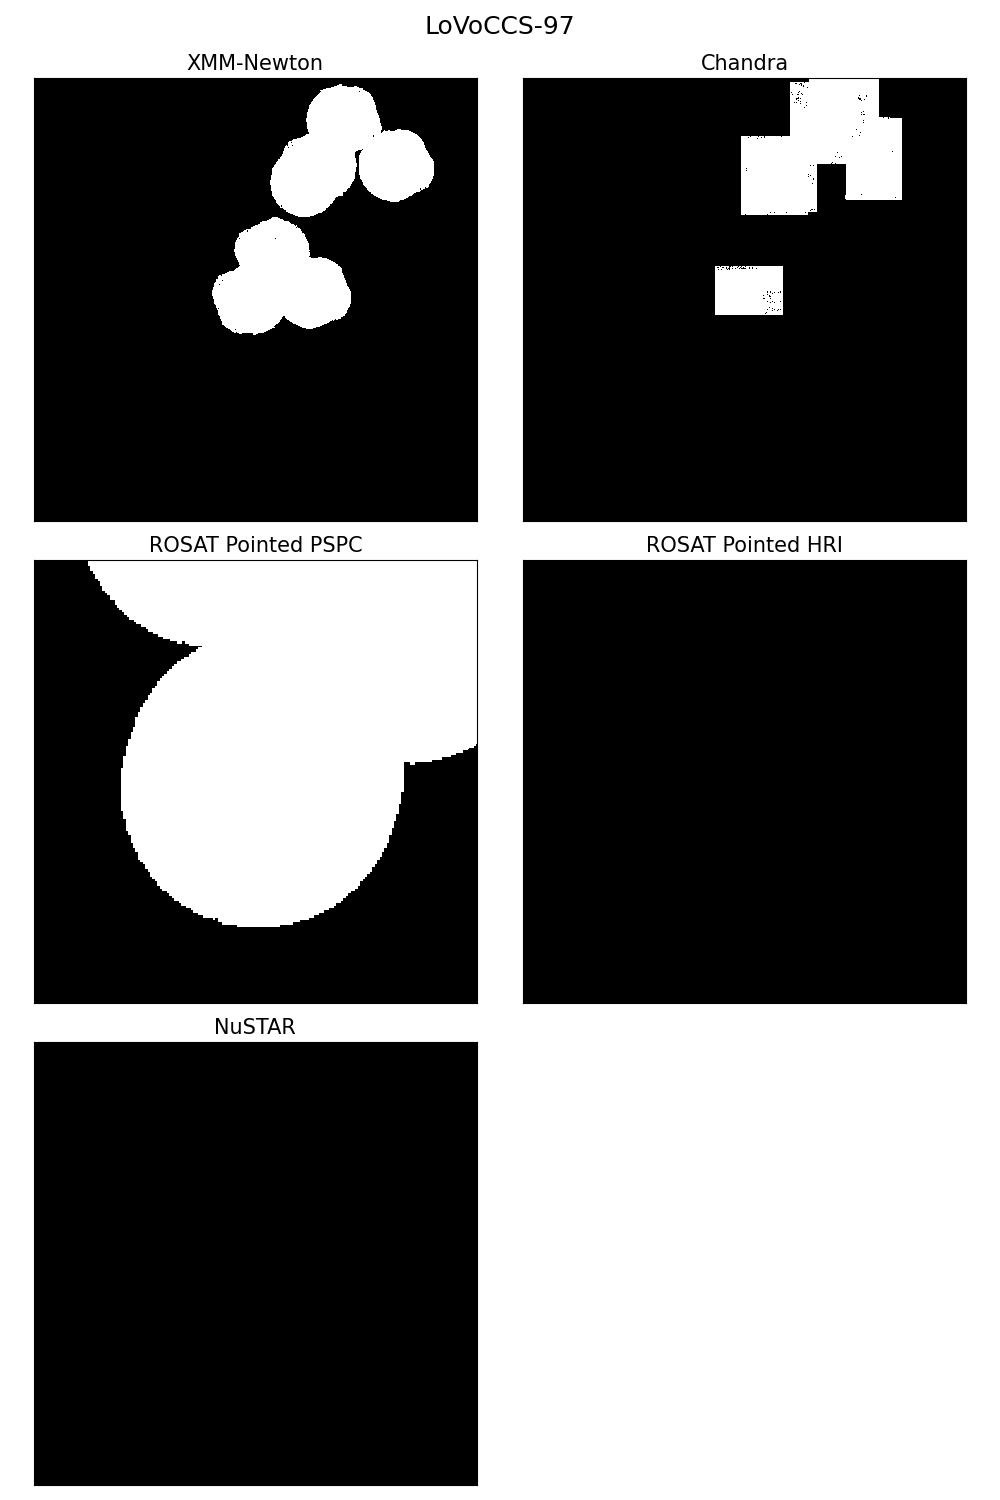 LoVoCCS-97
XMM-Newton
Chandra
ROSAT Pointed PSPC
ROSAT Pointed HRI
NuSTAR